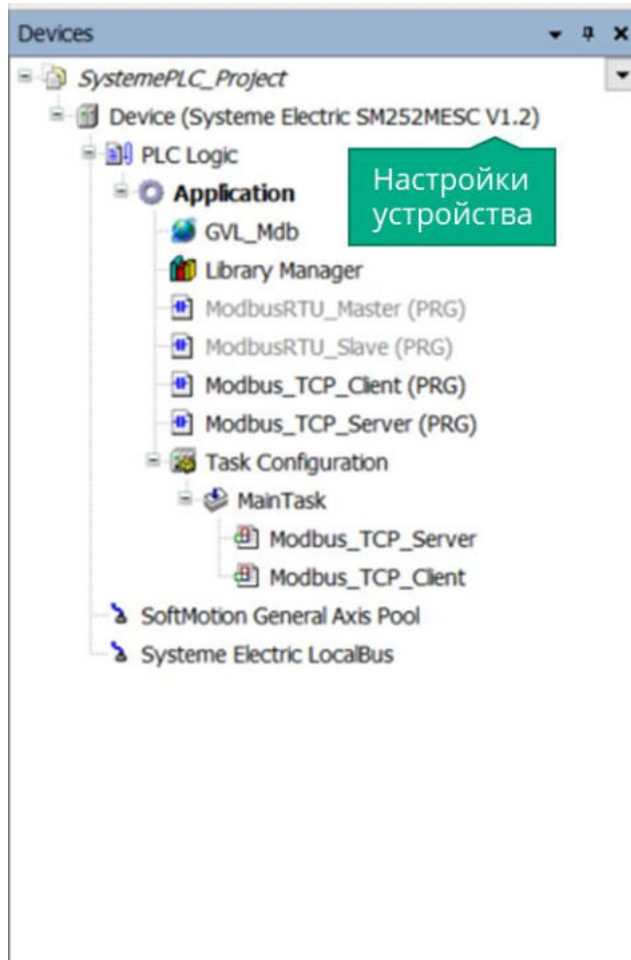 Devices
SystemePLC_Project
Device (Systeme Electric SM252MESC V1.2)
PLC Logic
Настройки
устройства
Application
GVL_Mdb
Library Manager
ModbusRTU_Master (PRG)
ModbusRTU_Slave (PRG)
Modbus_TCP_Client (PRG)
Modbus_TCP_Server (PRG)
Task Configuration
MainTask
Modbus_TCP_Server
Modbus_TCP_Client
SoftMotion General Axis Pool
Systeme Electric LocalBus